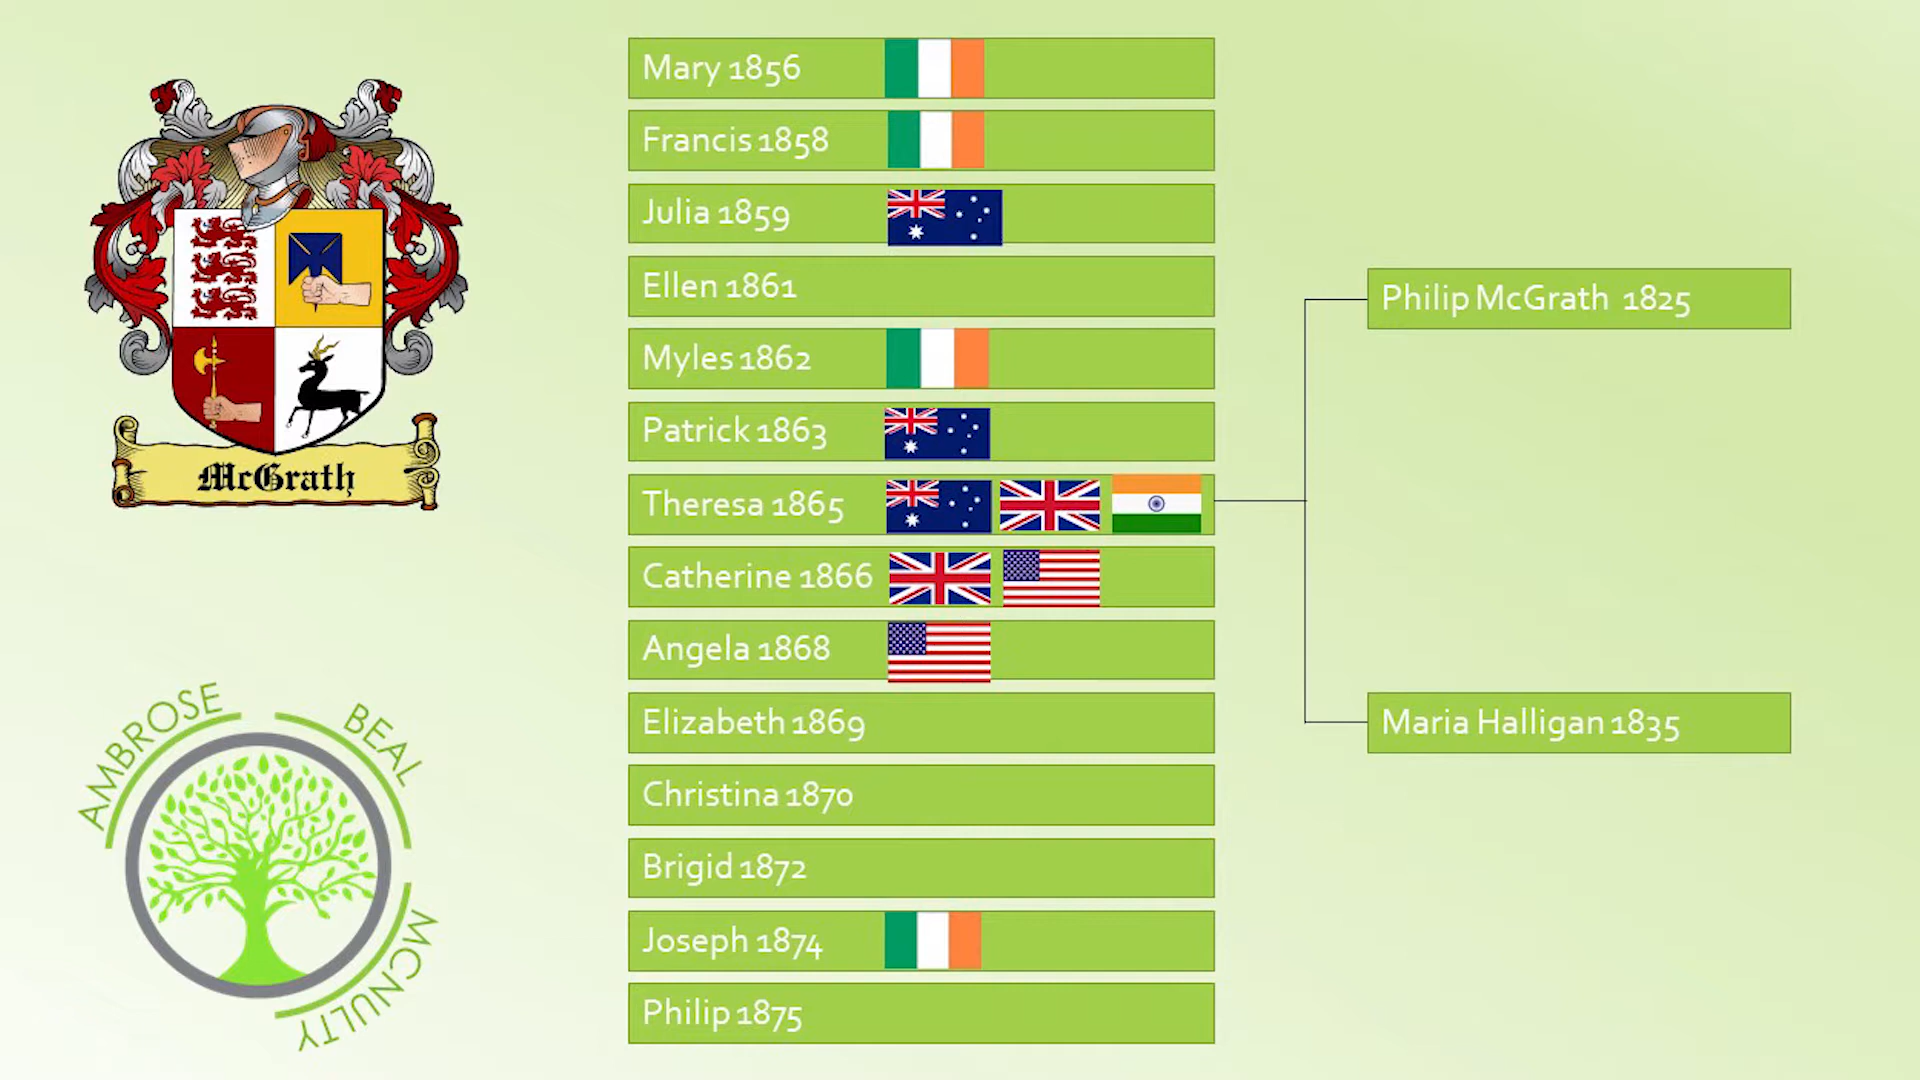 Mary 1856
Francis 1858
Julia 1859
Ellen 1861
Myles 1862
Patrick 1863
Theresa 1865
Catherine 1866
Angela 1868
Elizabeth 1869
Christina 1870
Brigid 1872
Joseph 1874
Philip 1875
Philip McGrath 1825
Maria Halligan 1835
McGrath
AMBROSE
BEAL
MCNULTY